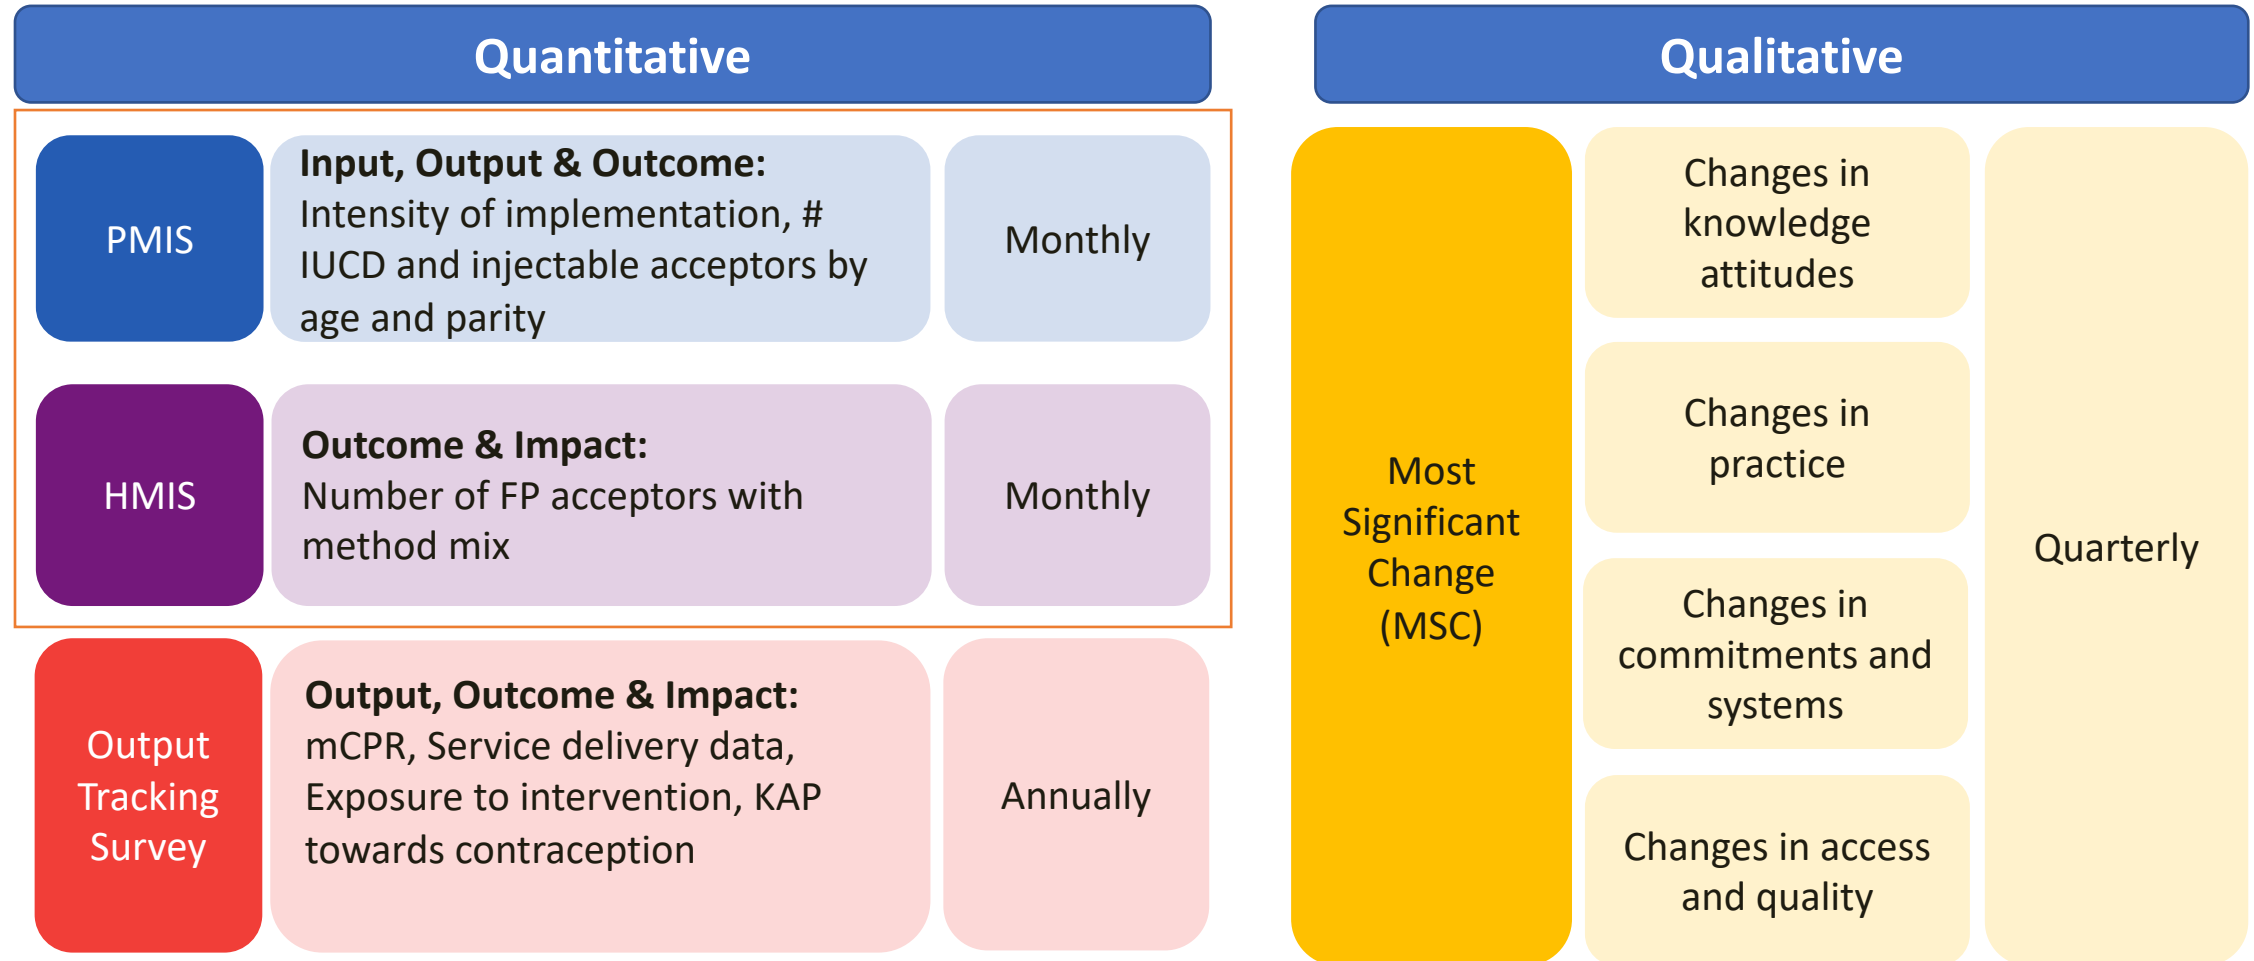 Quantitative
PMIS
Input, Output & Outcome:
Intensity of implementation, #
IUCD and injectable acceptors by
age and parity
Monthly
HMIS
Outcome & Impact:
Number of FP acceptors with
method mix
Monthly
Output
Tracking
Survey
Output, Outcome & Impact:
mCPR, Service delivery data,
Exposure to intervention, KAP
towards contraception
Annually
Qualitative
Most
Significant
Change
(MSC)
Changes in
knowledge
attitudes
Changes in
practice
Changes in
commitments and
systems
Changes in access
and quality
Quarterly